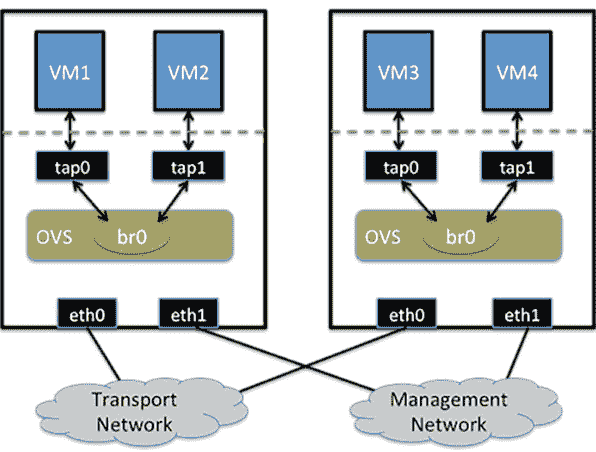 VM1
VM2
VM3
VM4
tap0
tap1
tap0
tap1
OVS
br0
OVS
br0
eth0
eth1
eth0
eth1
Transport
Network
Management
Network